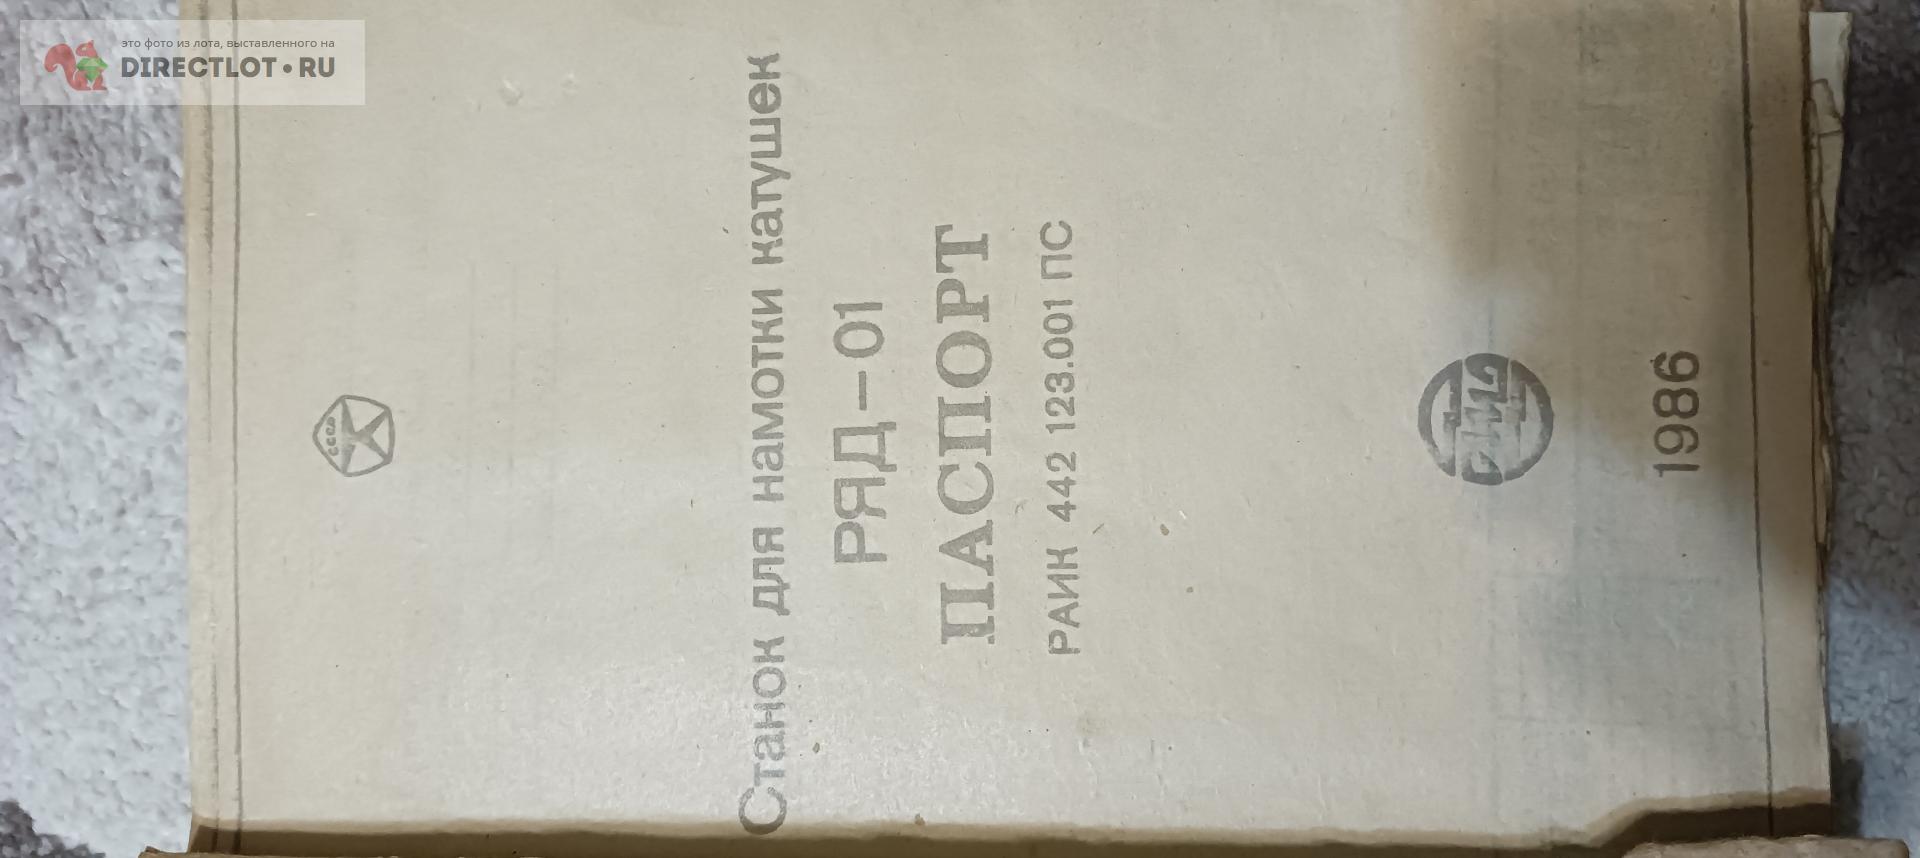 это фото из лота, выставленного на
DIRECTLOT • RU
СССР
Станок для намотки катушек
РЯД-01
ПАСПОРТ
РАИК 442 123.001 ПС
1986